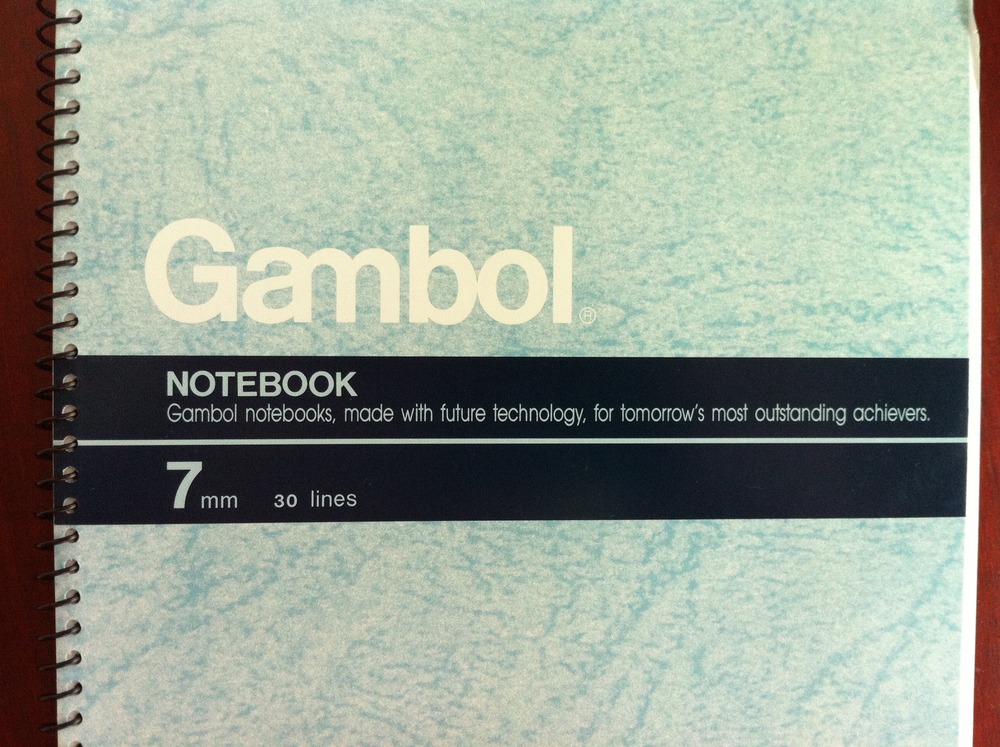 Gambol®
NOTEBOOK
Gambol notebooks, made with future technology, for tomorrow's most outstanding achievers.
7mm 30 lines